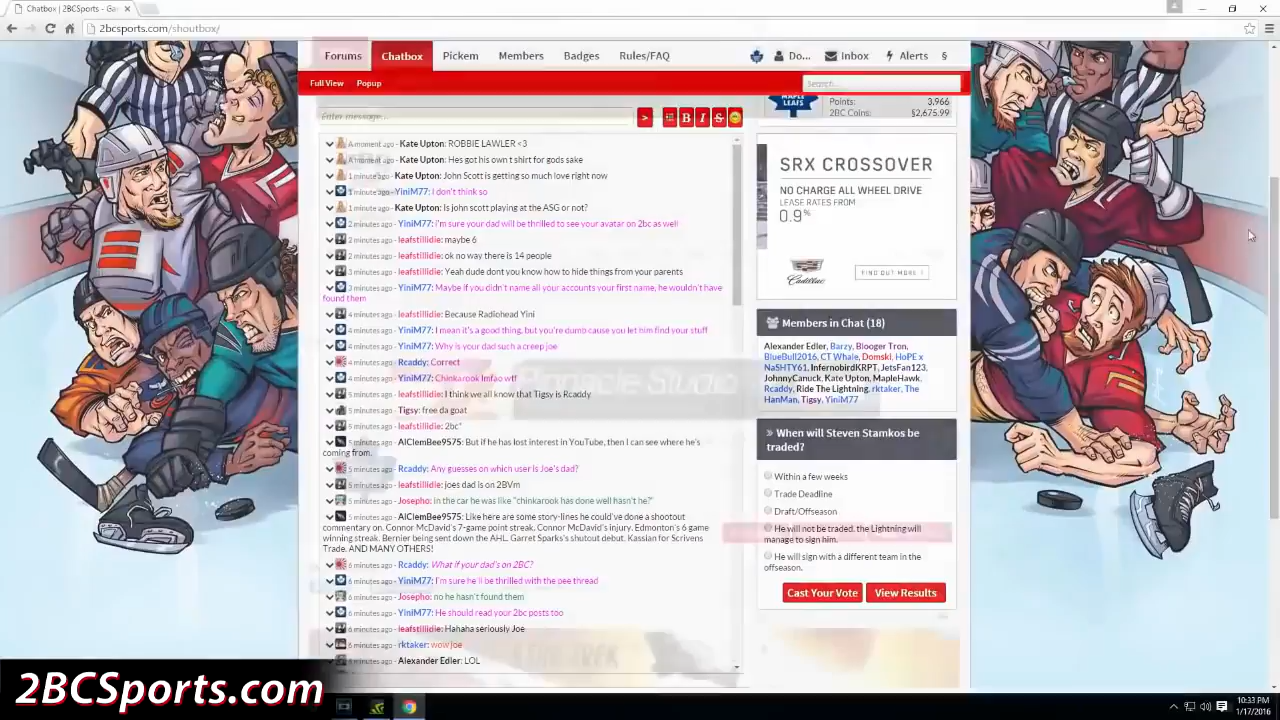 Chatbox | 2BCSports - Ga
2bcsports.com/shoutbox/
Forums Chatbox Pickem Members Badges Rules/FAQ Do... Inbox Alerts §
Full View Popup Search...
MAPLE LEAFS
Points: 3,966
2BC Coins: §2,675.99
Enter message... > B I S
A moment ago - Kate Upton: ROBBIE LAWLER <3
A moment ago - Kate Upton: Hes got his own t shirt for gods sake
1 minute ago - Kate Upton: John Scott is getting so much love right now
1 minute ago - YiniM77: I don't think so
1 minute ago - Kate Upton: Is john scott playing at the ASG or not?
2 minutes ago - YiniM77: i'm sure your dad will be thrilled to see your avatar on 2bc as well
2 minutes ago - leafstillidie: maybe 6
2 minutes ago - leafstillidie: ok no way there is 14 people
3 minutes ago - leafstillidie: Yeah dude dont you know how to hide things from your parents
3 minutes ago - YiniM77: Maybe if you didn't name all your accounts your first name, he wouldn't have
found them
4 minutes ago - leafstillidie: Because Radiohead Yini
4 minutes ago - YiniM77: I mean it's a good thing, but you're dumb cause you let him find your stuff
4 minutes ago - YiniM77: Why is your dad such a creep joe
4 minutes ago - Rcaddy: Correct
4 minutes ago - YiniM77: Chinkarook lmfao wtf
5 minutes ago - leafstillidie: I think we all know that Tigsy is Rcaddy
5 minutes ago - Tigsy: free da goat
5 minutes ago - leafstillidie: 2bc*
5 minutes ago - AlClemBee9575: But if he has lost interest in YouTube, then I can see where he's
coming from.
5 minutes ago - Rcaddy: Any guesses on which user is Joe's dad?
5 minutes ago - leafstillidie: joes dad is on 2BVm
5 minutes ago - Josepho: in the car he was like "chinkarook has done well hasn't he?"
5 minutes ago - AlClemBee9575: Like here are some story-lines he could've done a shootout
commentary on. Connor McDavid's 7-game point streak. Connor McDavid's injury. Edmonton's 6 game
winning streak. Bernier being sent down the AHL. Garret Sparks's shutout debut. Kassian for Scrivens
Trade. AND MANY OTHERS!
6 minutes ago - Rcaddy: What if your dad's on 2BC?
6 minutes ago - YiniM77: I'm sure he'll be thrilled with the pee thread
6 minutes ago - Josepho: no he hasn't found them
6 minutes ago - YiniM77: He should read your 2bc posts too
6 minutes ago - leafstillidie: Hahaha seriously Joe
6 minutes ago - rktaker: wow joe
minutes ago - Alexander Edler: LOL
SRX CROSSOVER
NO CHARGE ALL WHEEL DRIVE
LEASE RATES FROM
0.9%
Cadillac
FIND OUT MORE
Members in Chat (18)
Alexander Edler, Barzy, Blooger Tron,
BlueBull2016, CT Whale, Domski, HoPE x
NaSHTY61, InfernobirdKRPT, JetsFan123,
JohnnyCanuck, Kate Upton, MapleHawk,
Rcaddy, Ride The Lightning, rktaker, The
HanMan, Tigsy, YiniM77
» When will Steven Stamkos be
traded?
Within a few weeks
Trade Deadline
Draft/Offseason
He will not be traded, the Lightning will
manage to sign him.
He will sign with a different team in the
offseason.
Cast Your Vote View Results
2BCSports.com
10:33 PM
1/17/2016